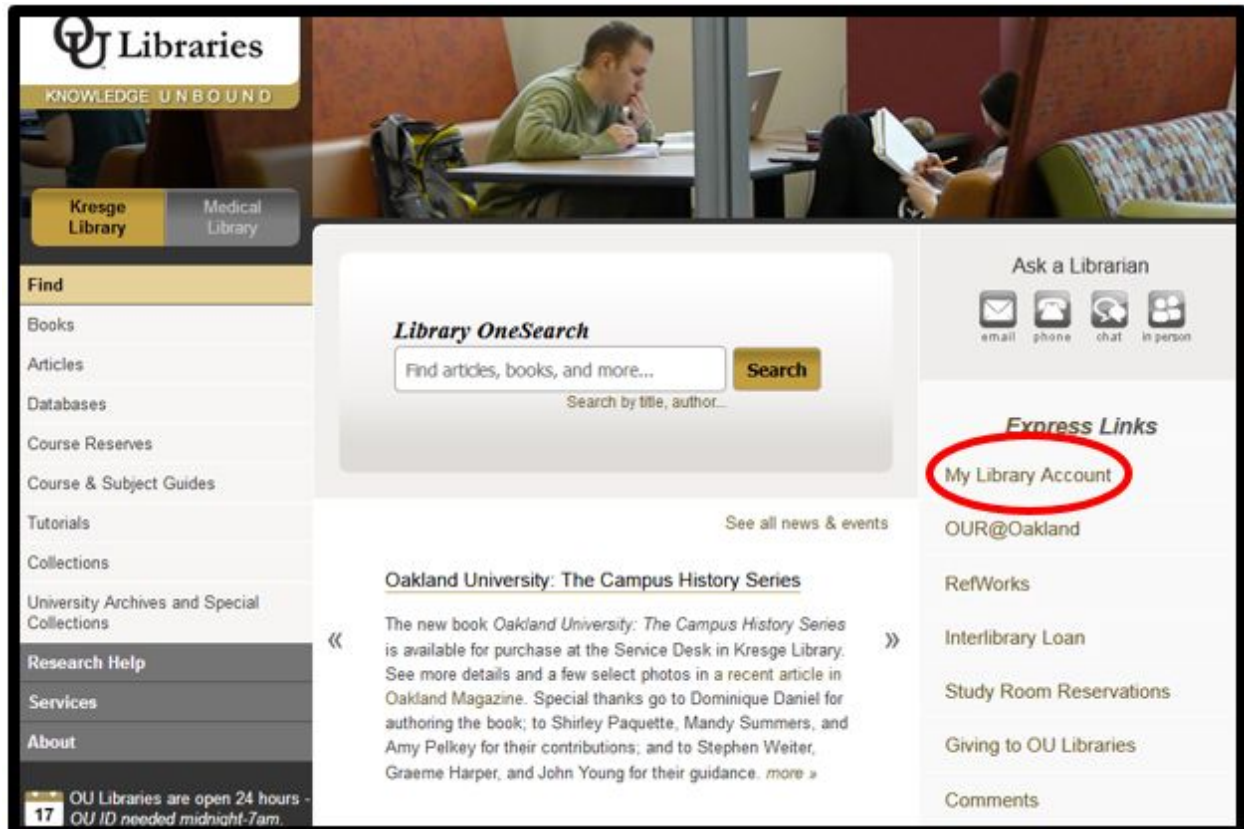 OU Libraries
KNOWLEDGE UNBOUND
Kresge
Library
Medical
Library
Find
Books
Articles
Databases
Course Reserves
Course & Subject Guides
Tutorials
Collections
University Archives and Special
Collections
Research Help
Services
About
17
OU Libraries are open 24 hours -
OU ID needed midnight-7am.
Library OneSearch
Find articles, books, and more...
Search
Search by title, author...
See all news & events
Oakland University: The Campus History Series
«
The new book Oakland University: The Campus History Series
is available for purchase at the Service Desk in Kresge Library.
See more details and a few select photos in a recent article in
Oakland Magazine. Special thanks go to Dominique Daniel for
authoring the book; to Shirley Paquette, Mandy Summers, and
Amy Pelkey for their contributions; and to Stephen Weiter,
Graeme Harper, and John Young for their guidance. more »
»
Ask a Librarian
email phone chat in person
Express Links
My Library Account
OUR@Oakland
RefWorks
Interlibrary Loan
Study Room Reservations
Giving to OU Libraries
Comments